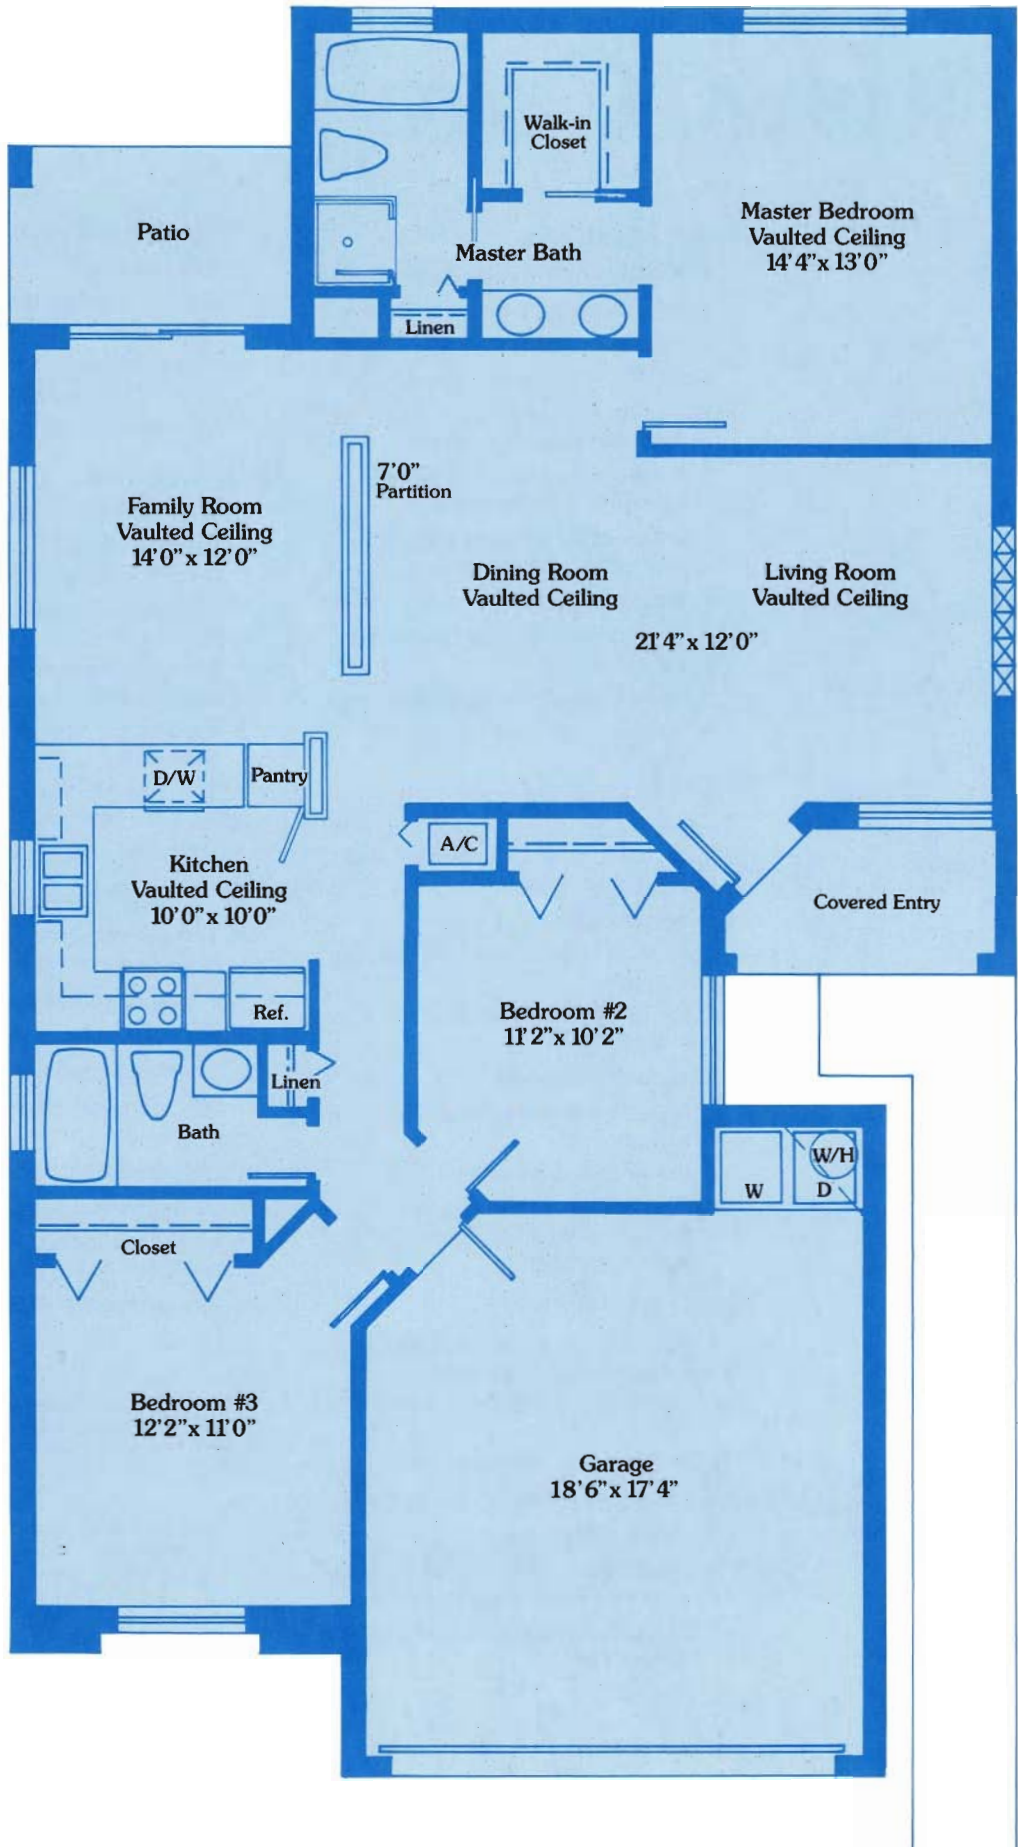 Walk-in
Closet
Patio
Master Bedroom
Vaulted Ceiling
14'4"x 13'0"
Master Bath
Linen
7'0"
Partition
Family Room
Vaulted Ceiling
14'0"x 12'0"
Dining Room
Vaulted Ceiling
Living Room
Vaulted Ceiling
21'4"x 12'0"
D/W
Pantry
A/C
Kitchen
Vaulted Ceiling
10'0"x 10'0"
Covered Entry
Ref.
Bedroom #2
11'2"x 10'2"
Linen
Bath
W/H
W
D
Closet
Bedroom #3
12'2"x 11'0"
Garage
18'6"x 17'4"